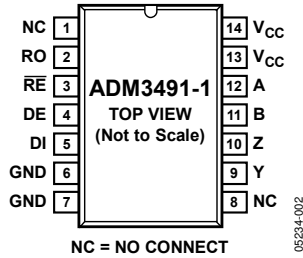 NC 1 14 VCC
RO 2 13 VCC
RE 3 ADM3491-1 12 A
DE 4 TOP VIEW 11 B
DI 5 (Not to Scale) 10 Z
GND 6 9 Y
GND 7 8 NC
NC = NO CONNECT
05234-002